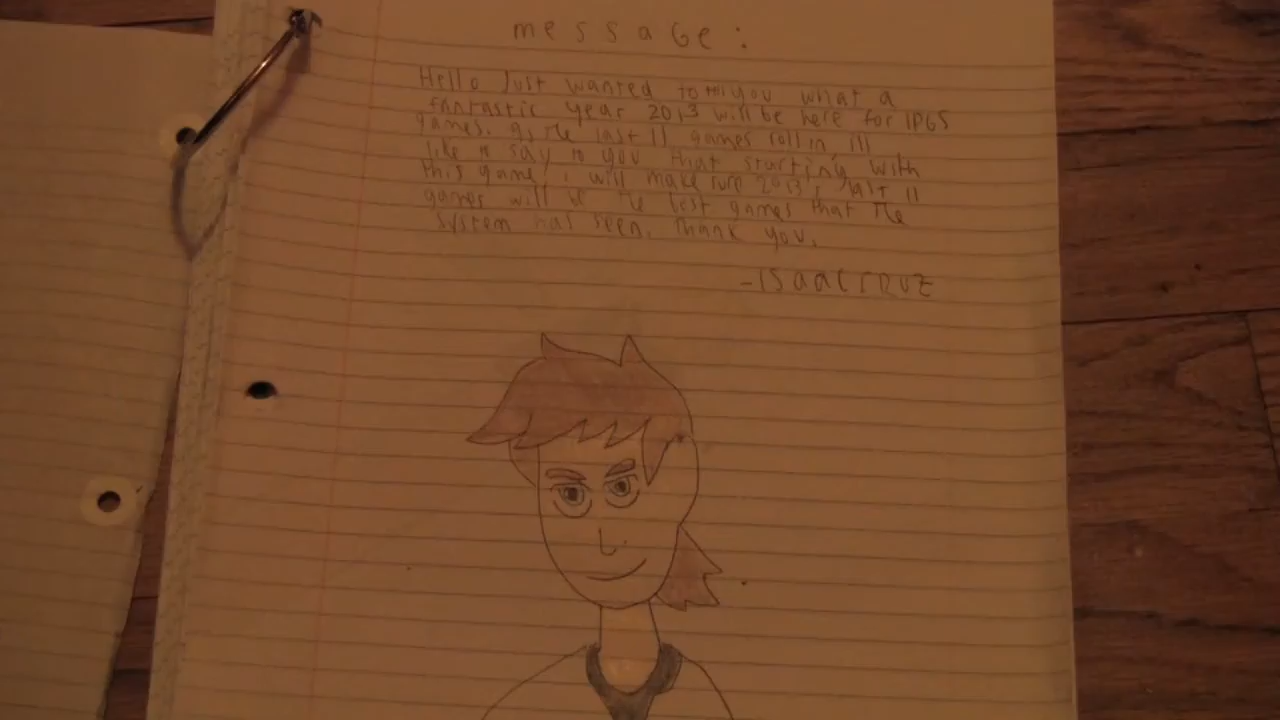 message:
Hello Just wanted to you what a
fantastic year 2013 will be here for IPGS
games. as the last 11 games roll in ill
like to say to you that starting with
this game, i will make sure 2013's last 11
games will be the best games that the
system has seen. Thank you.
-ISAAC CRUZ